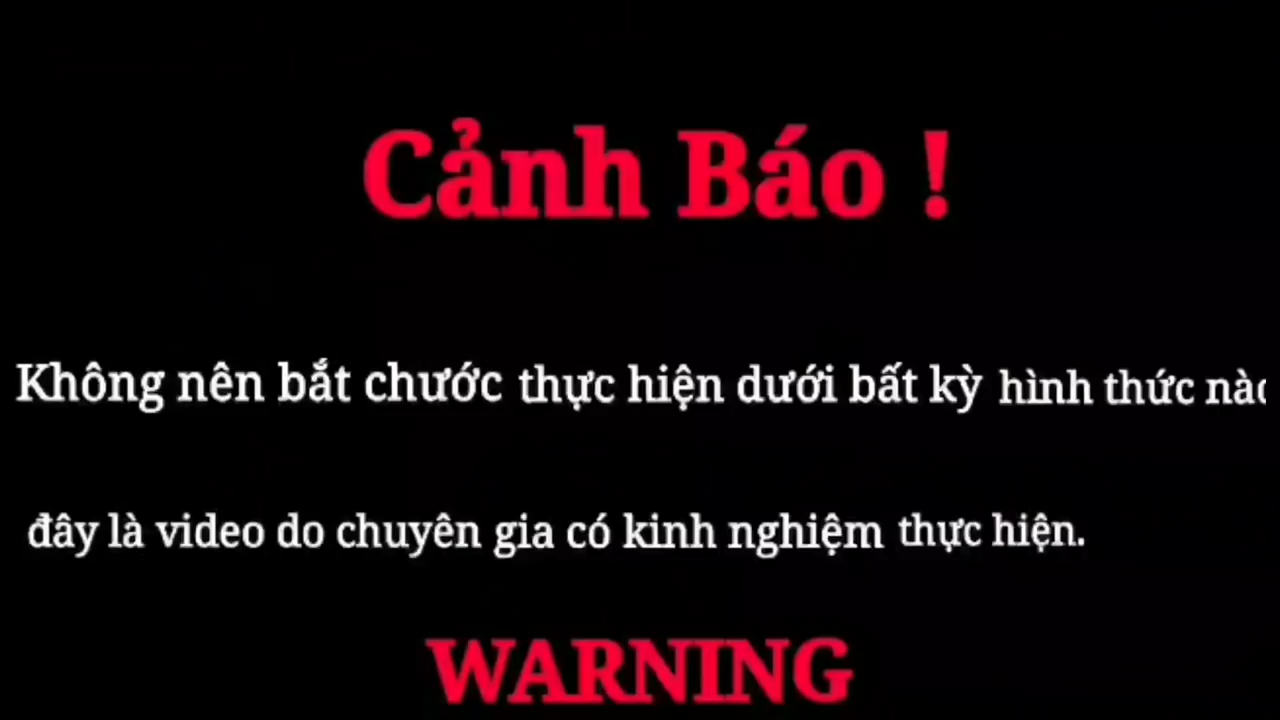 Cảnh Báo !
Không nên bắt chước thực hiện dưới bất kỳ hình thức
đây là video do chuyên gia có kinh nghiệm thực hiện.
WARNING